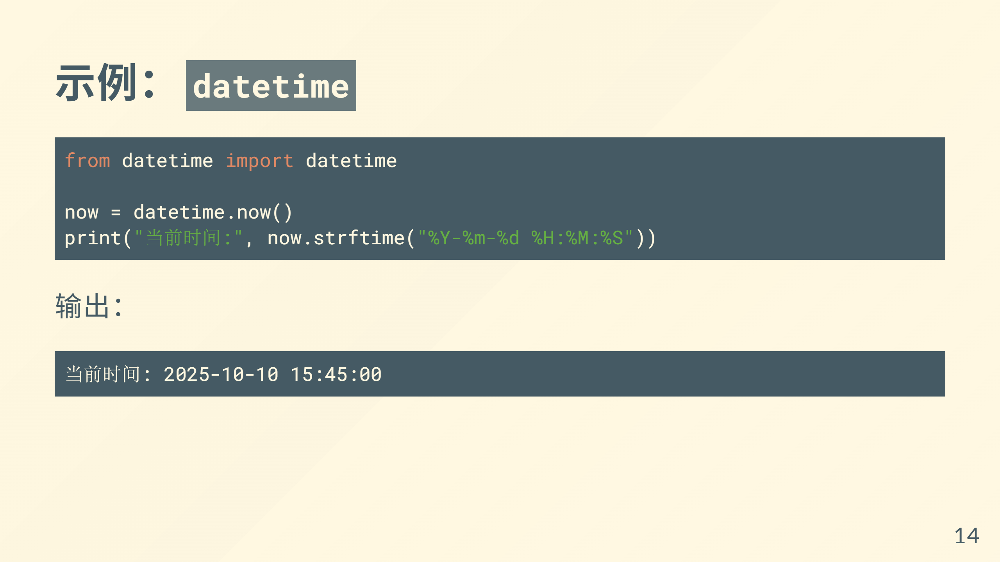 示例： datetime
from datetime import datetime

now = datetime.now()
print("当前时间:", now.strftime("%Y-%m-%d %H:%M:%S"))
输出：
当前时间: 2025-10-10 15:45:00
14